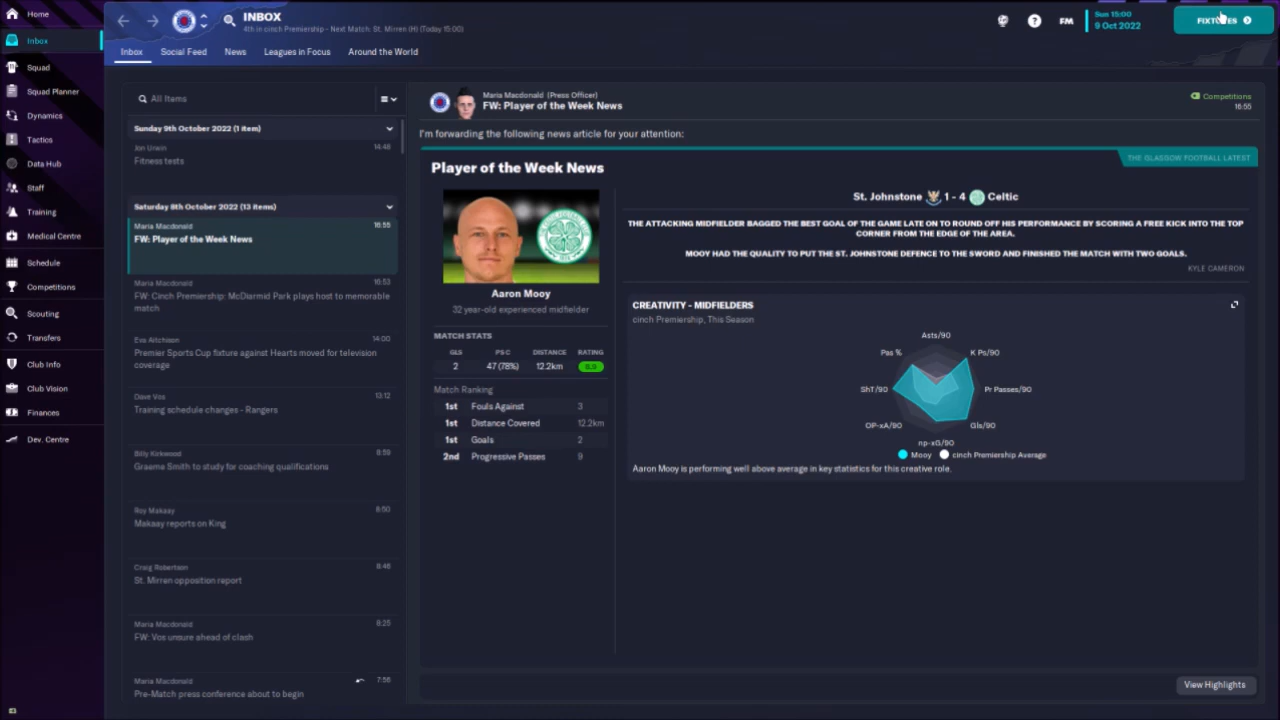 Home
Inbox
Squad
Squad Planner
Dynamics
Tactics
Data Hub
Staff
Training
Medical Centre
Schedule
Competitions
Scouting
Transfers
Club Info
Club Vision
Finances
Dev. Centre
INBOX
4th in cinch Premiership - Next Match: St. Mirren (H) (Today 15:00)
FM
Sun 15:00
9 Oct 2022
FIXTURES
Inbox
Social Feed
News
Leagues in Focus
Around the World
All Items
Sunday 9th October 2022 (1 item)
Jon Urwin 14:48
Fitness tests
Saturday 8th October 2022 (13 items)
Maria Macdonald 16:55
FW: Player of the Week News
Maria Macdonald 16:53
FW: Cinch Premiership: McDiarmid Park plays host to memorable
match
Eva Aitchison 14:00
Premier Sports Cup fixture against Hearts moved for television
coverage
Dave Vos 13:12
Training schedule changes - Rangers
Billy Kirkwood 8:59
Graeme Smith to study for coaching qualifications
Roy Makaay 8:50
Makaay reports on King
Craig Robertson 8:46
St. Mirren opposition report
Maria Macdonald 8:25
FW: Vos unsure ahead of clash
Maria Macdonald 7:56
Pre-Match press conference about to begin
Maria Macdonald (Press Officer)
FW: Player of the Week News
Competitions
16:55
I'm forwarding the following news article for your attention:
THE GLASGOW FOOTBALL LATEST
Player of the Week News
Aaron Mooy
32 year-old experienced midfielder
MATCH STATS
GLS PS C DISTANCE RATING
2 47 (78%) 12.2km 8.9
Match Ranking
1st Fouls Against 3
1st Distance Covered 12.2km
1st Goals 2
2nd Progressive Passes 9
St. Johnstone 1 - 4 Celtic
THE ATTACKING MIDFIELDER BAGGED THE BEST GOAL OF THE GAME LATE ON TO ROUND OFF HIS PERFORMANCE BY SCORING A FREE KICK INTO THE TOP
CORNER FROM THE EDGE OF THE AREA.
MOOY HAD THE QUALITY TO PUT THE ST. JOHNSTONE DEFENCE TO THE SWORD AND FINISHED THE MATCH WITH TWO GOALS.
KYLE CAMERON
CREATIVITY - MIDFIELDERS
cinch Premiership, This Season
Asts/90
Pas % K Ps/90
ShT/90 Pr Passes/90
OP-xA/90 Gls/90
np-xG/90
Mooy cinch Premiership Average
Aaron Mooy is performing well above average in key statistics for this creative role.
View Highlights